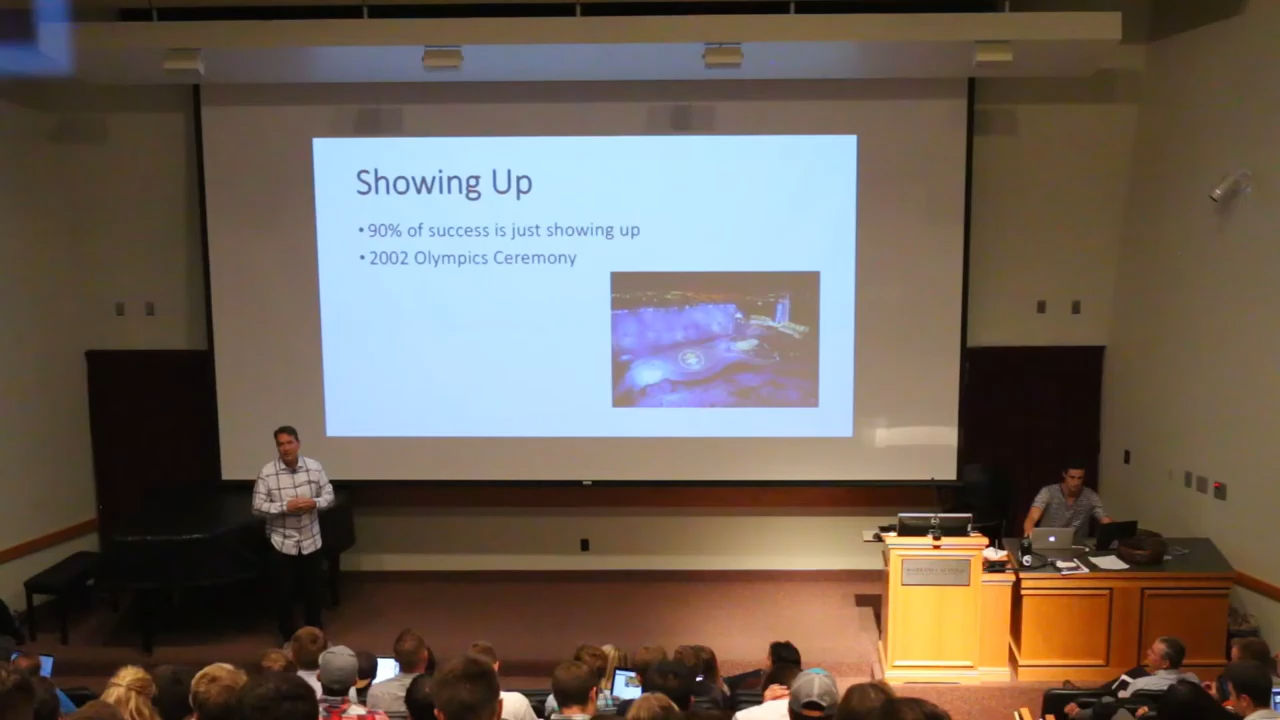 Showing Up
• 90% of success is just showing up
• 2002 Olympics Ceremony